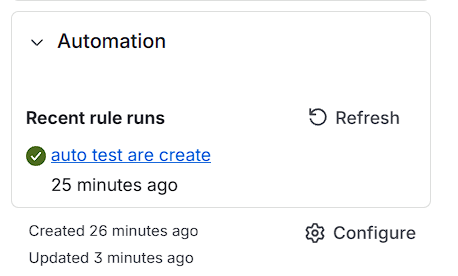 Automation
Recent rule runs Refresh
auto test are create
25 minutes ago
Created 26 minutes ago Configure
Updated 3 minutes ago